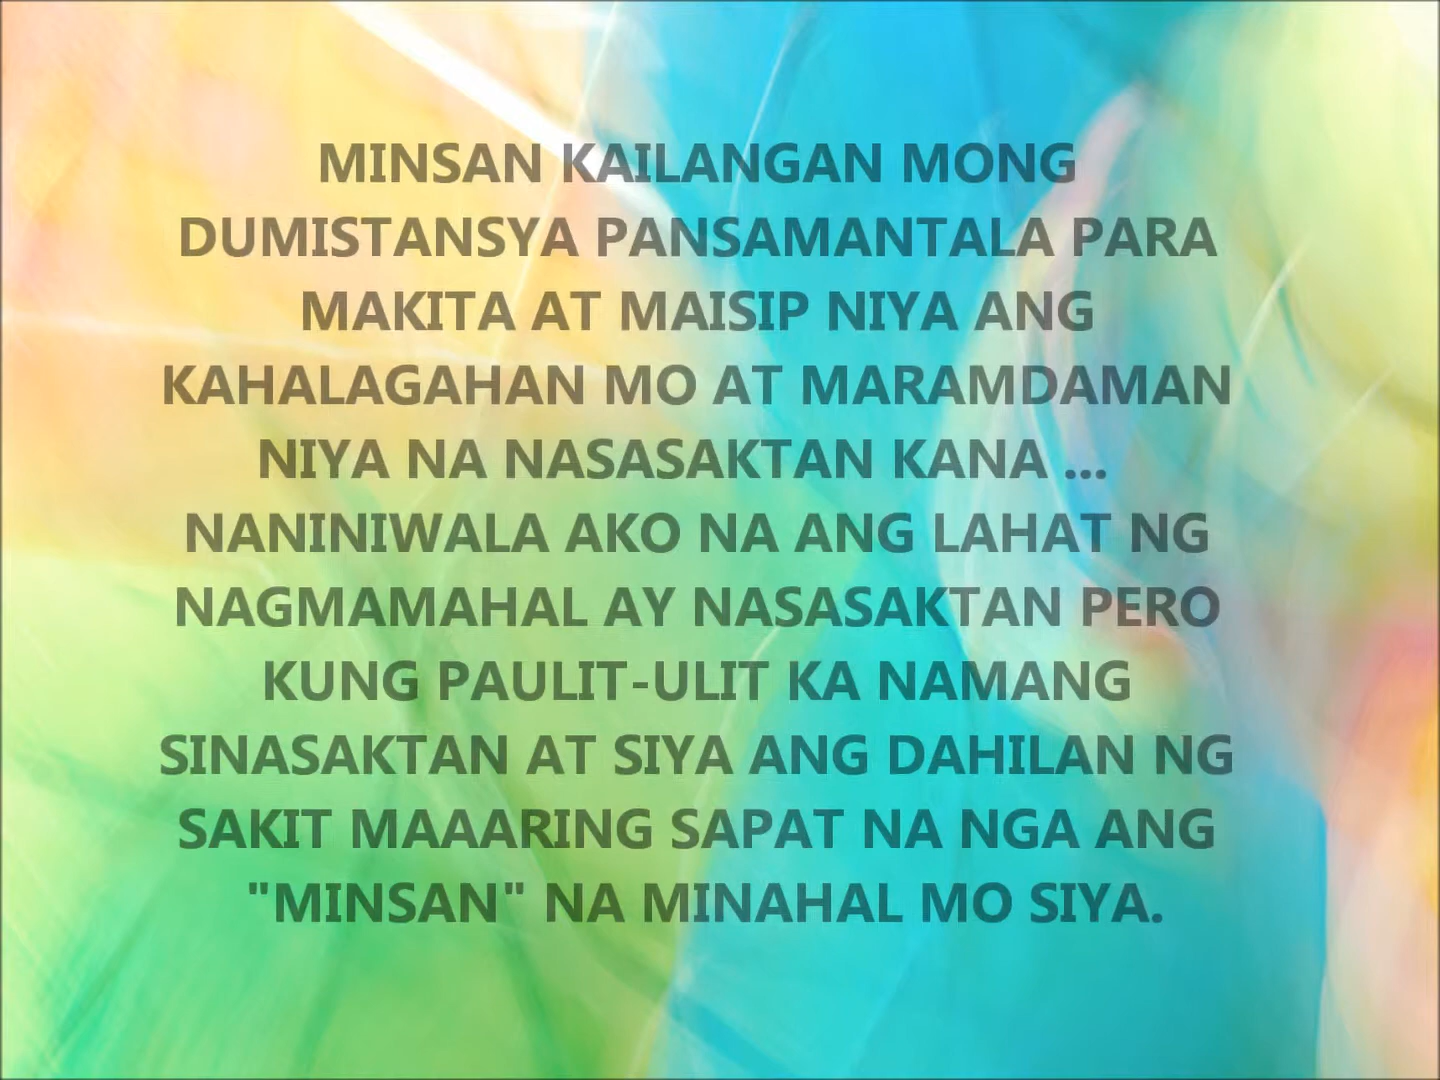 MINSAN KAILANGAN MONG
DUMISTANSYA PANSAMANTALA PARA
MAKITA AT MAISIP NIYA ANG
KAHALAGAHAN MO AT MARAMDAMAN
NIYA NA NASASAKTAN KANA ...
NANINIWALA AKO NA ANG LAHAT NG
NAGMAMAHAL AY NASASAKTAN PERO
KUNG PAULIT-ULIT KA NAMANG
SINASAKTAN AT SIYA ANG DAHILAN NG
SAKIT MAAARING SAPAT NA NGA ANG
"MINSAN" NA MINAHAL MO SIYA.